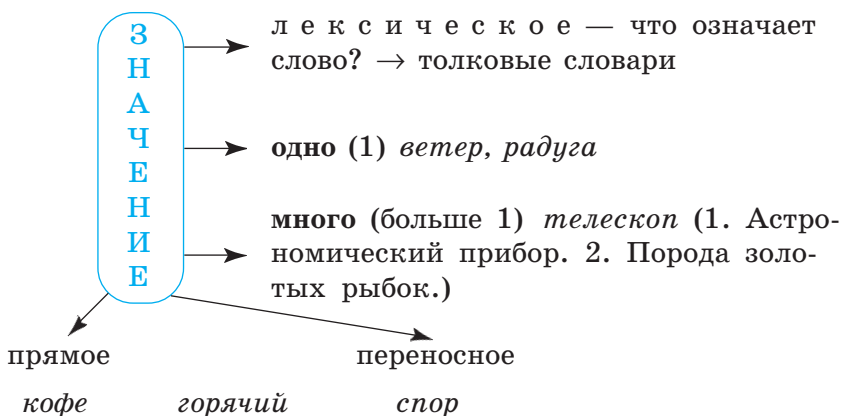 ЗНАЧЕНИЕ
лексическое — что означает
слово? → толковые словари
одно (1) ветер, радуга
много (больше 1) телескоп (1. Астро-
номический прибор. 2. Порода золо-
тых рыбок.)
прямое переносное
кофе горячий спор